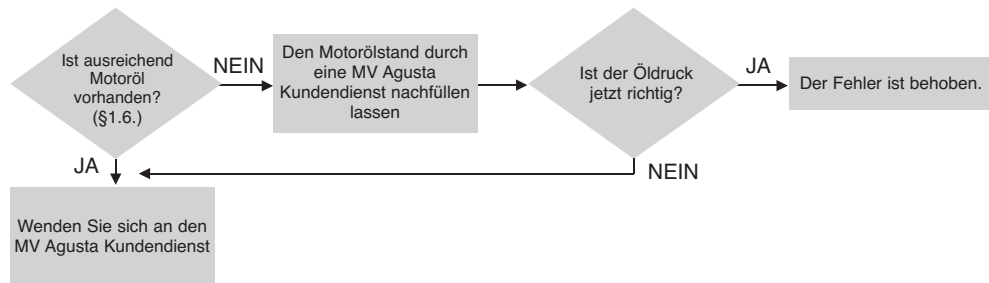 Ist ausreichend
Motoröl
vorhanden?
(§1.6.)
NEIN
Den Motorölstand durch
eine MV Agusta
Kundendienst nachfüllen
lassen
Ist der Öldruck
jetzt richtig?
JA
Der Fehler ist behoben.
JA
NEIN
Wenden Sie sich an den
MV Agusta Kundendienst